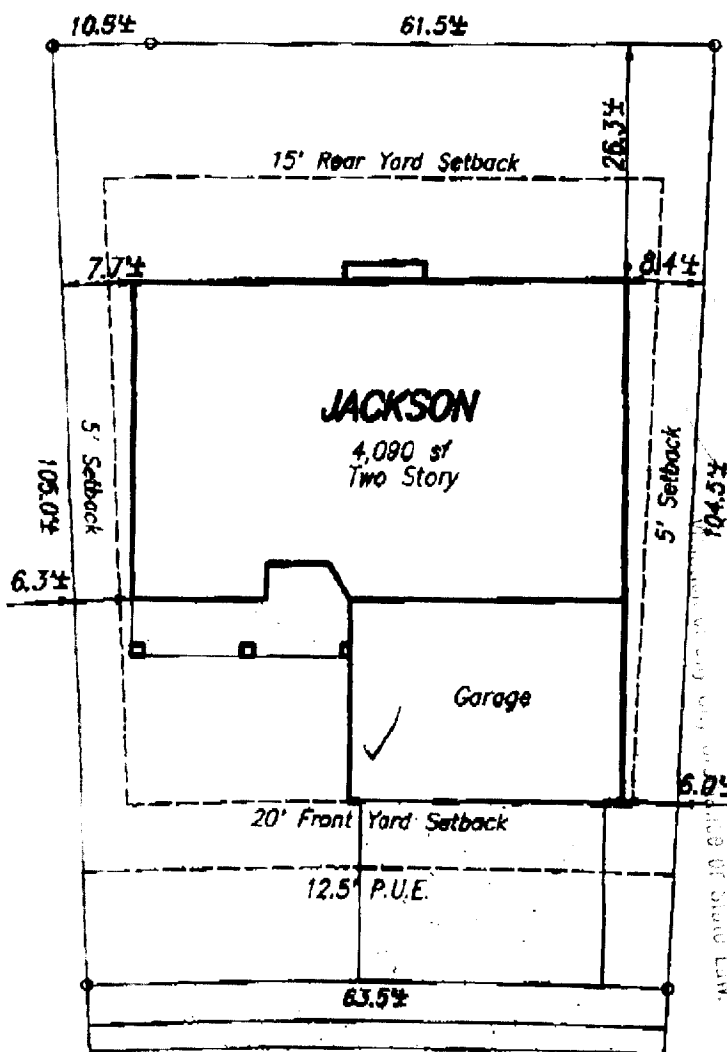 10.5'±
61.5'±
26.3'±
15' Rear Yard Setback
7.7'±
8.4'±
JACKSON
4,090 sf
Two Story
5' Setback
105.0'±
5' Setback
104.5'±
6.3'±
Garage
20' Front Yard Setback
12.5' P.U.E.
63.5'±